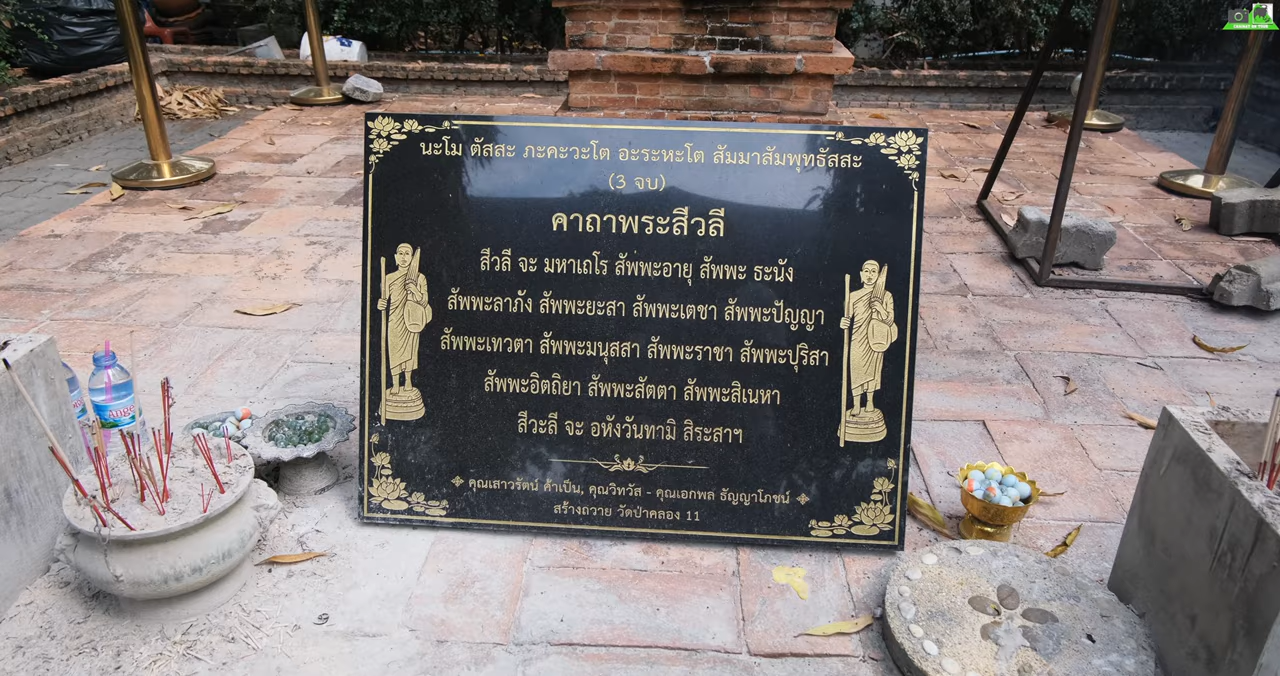 นะโม ตัสสะ ภะคะวะโต อะระหะโต สัมมาสัมพุทธัสสะ
(3 จบ)
คาถาพระสีวลี
สีวลี จะ มหาเถโร สัพพะอายุ สัพพะ ธะนัง
สัพพะลาภัง สัพพะยะสา สัพพะเตชา สัพพะปัญญา
สัพพะเทวตา สัพพะมนุสสา สัพพะราชา สัพพะปุริสา
สัพพะอิตถิยา สัพพะสัตตา สัพพะสิเนหา
สีวะลี จะ อหังวันทามิ สิระสาฯ
คุณเสาวรัตน์ ค้าเป็น, คุณวิทวัส - คุณเอกพล ธัญญาโภชน์
สร้างถวาย วัดป่าคลอง 11
Ange